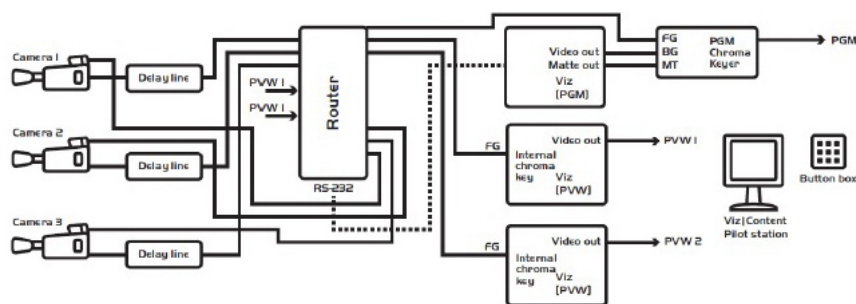 Camera 1
Delay line
Camera 2
Delay line
Camera 3
Delay line
PVW 1
PVW 1
Router
RS-232
Video out
Matte out
Viz
[PGM]
FG
BG
MT
PGM
Chroma
Keyer
PGM
FG
Video out
Internal
chroma
key
Viz
[PVW]
PVW 1
FG
Video out
Internal
chroma
key
Viz
[PVW]
PVW 2
Viz|Content
Pilot station
Button box